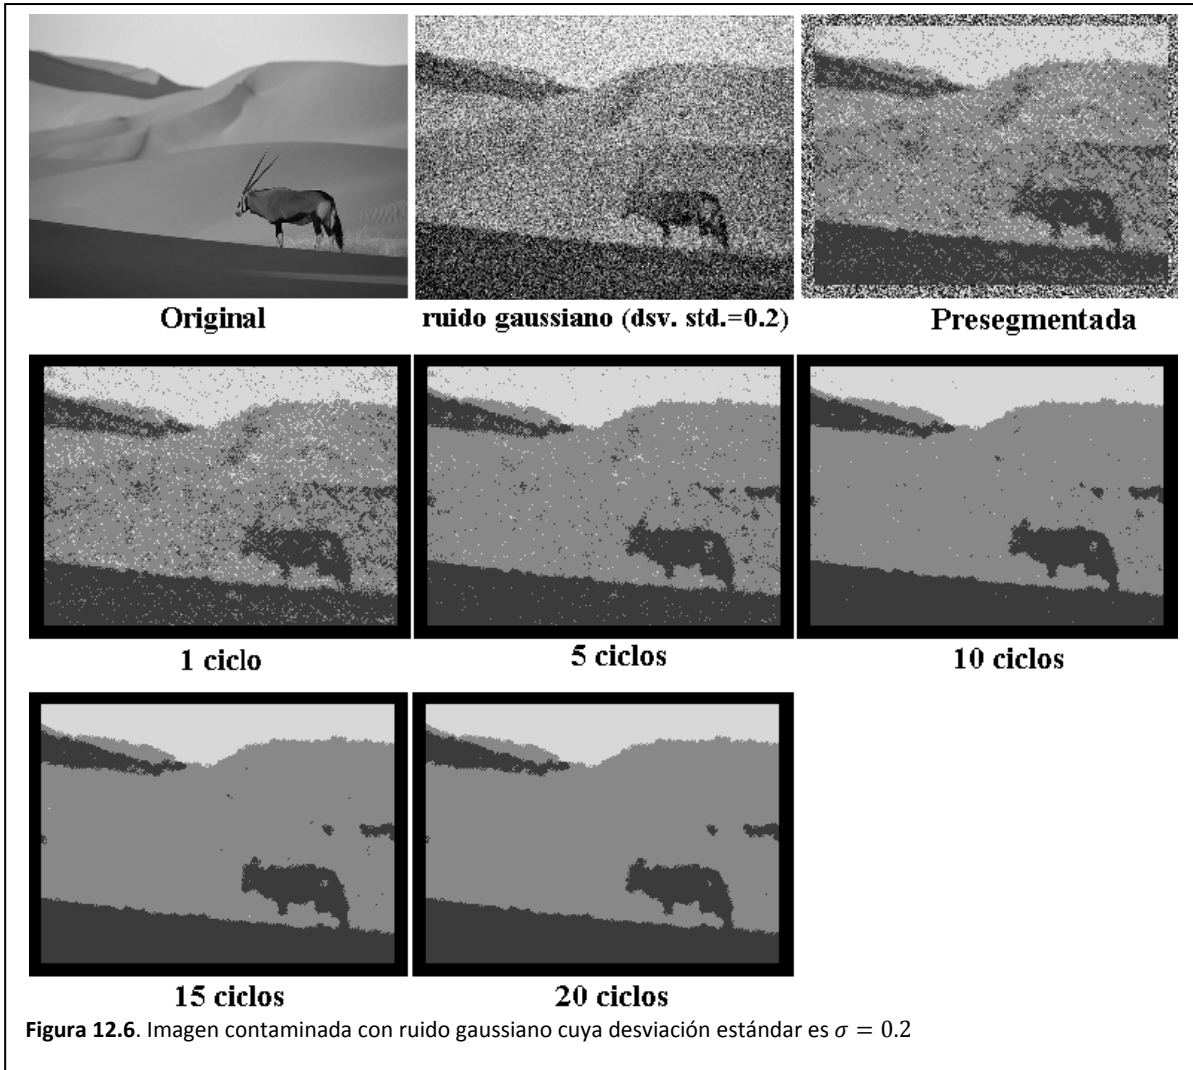 Original
ruido gaussiano (dsv. std.=0.2)
Presegmentada
1 ciclo
5 ciclos
10 ciclos
15 ciclos
20 ciclos
Figura 12.6. Imagen contaminada con ruido gaussiano cuya desviación estándar es 𝜎 = 0.2